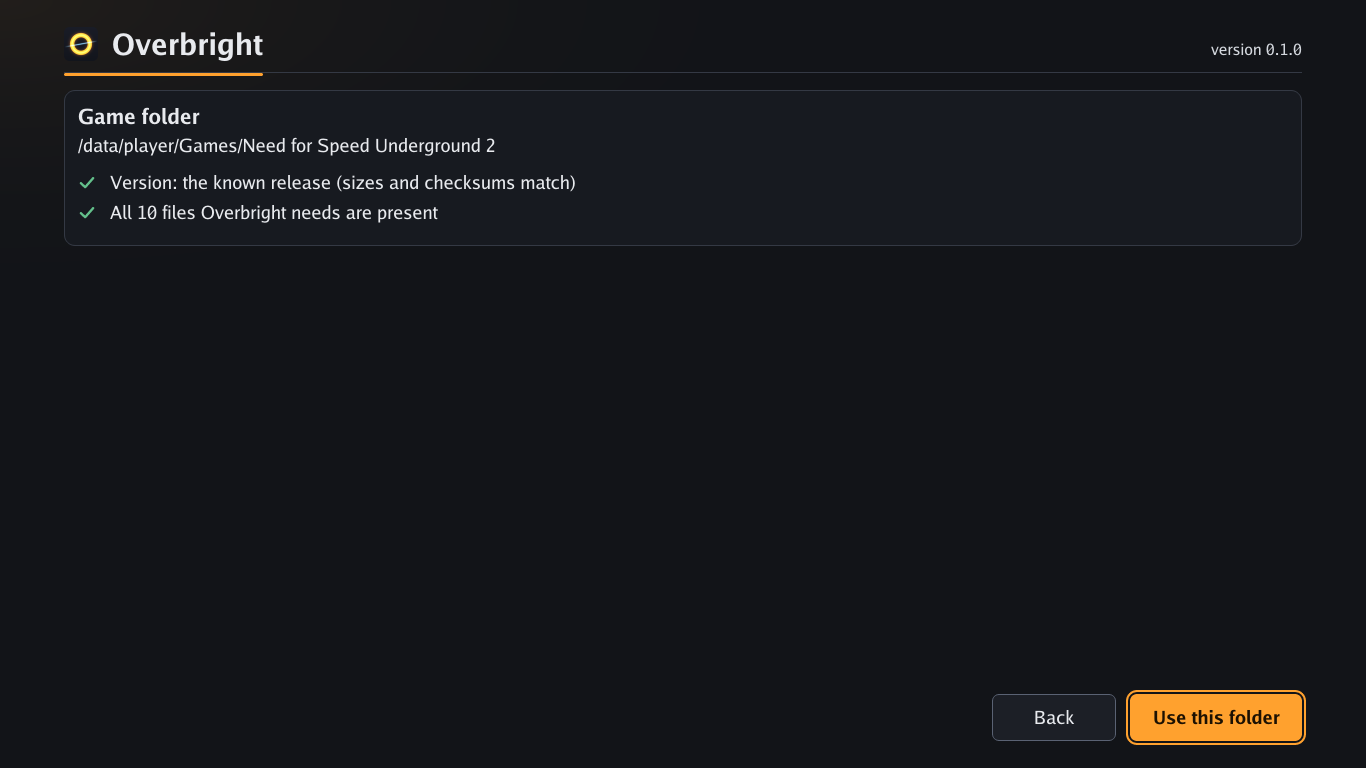 Overbright
version 0.1.0
Game folder
/data/player/Games/Need for Speed Underground 2
Version: the known release (sizes and checksums match)
All 10 files Overbright needs are present
Back
Use this folder